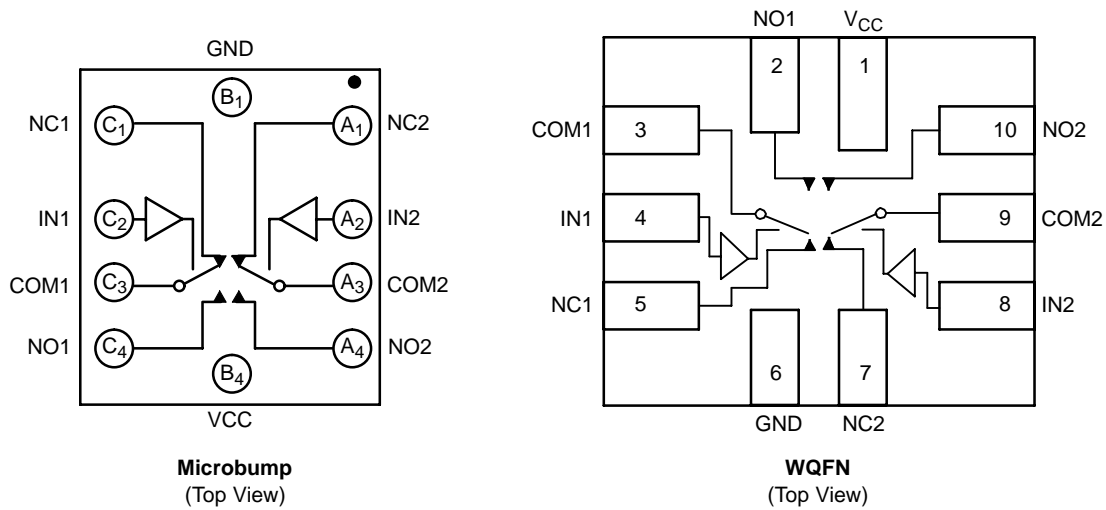 GND
B1
NC1 C1 A1 NC2
IN1 C2 A2 IN2
COM1 C3 A3 COM2
NO1 C4 A4 NO2
B4
VCC
Microbump
(Top View)
NO1 VCC
2 1
COM1 3 10 NO2
IN1 4 9 COM2
NC1 5 8 IN2
6 7
GND NC2
WQFN
(Top View)